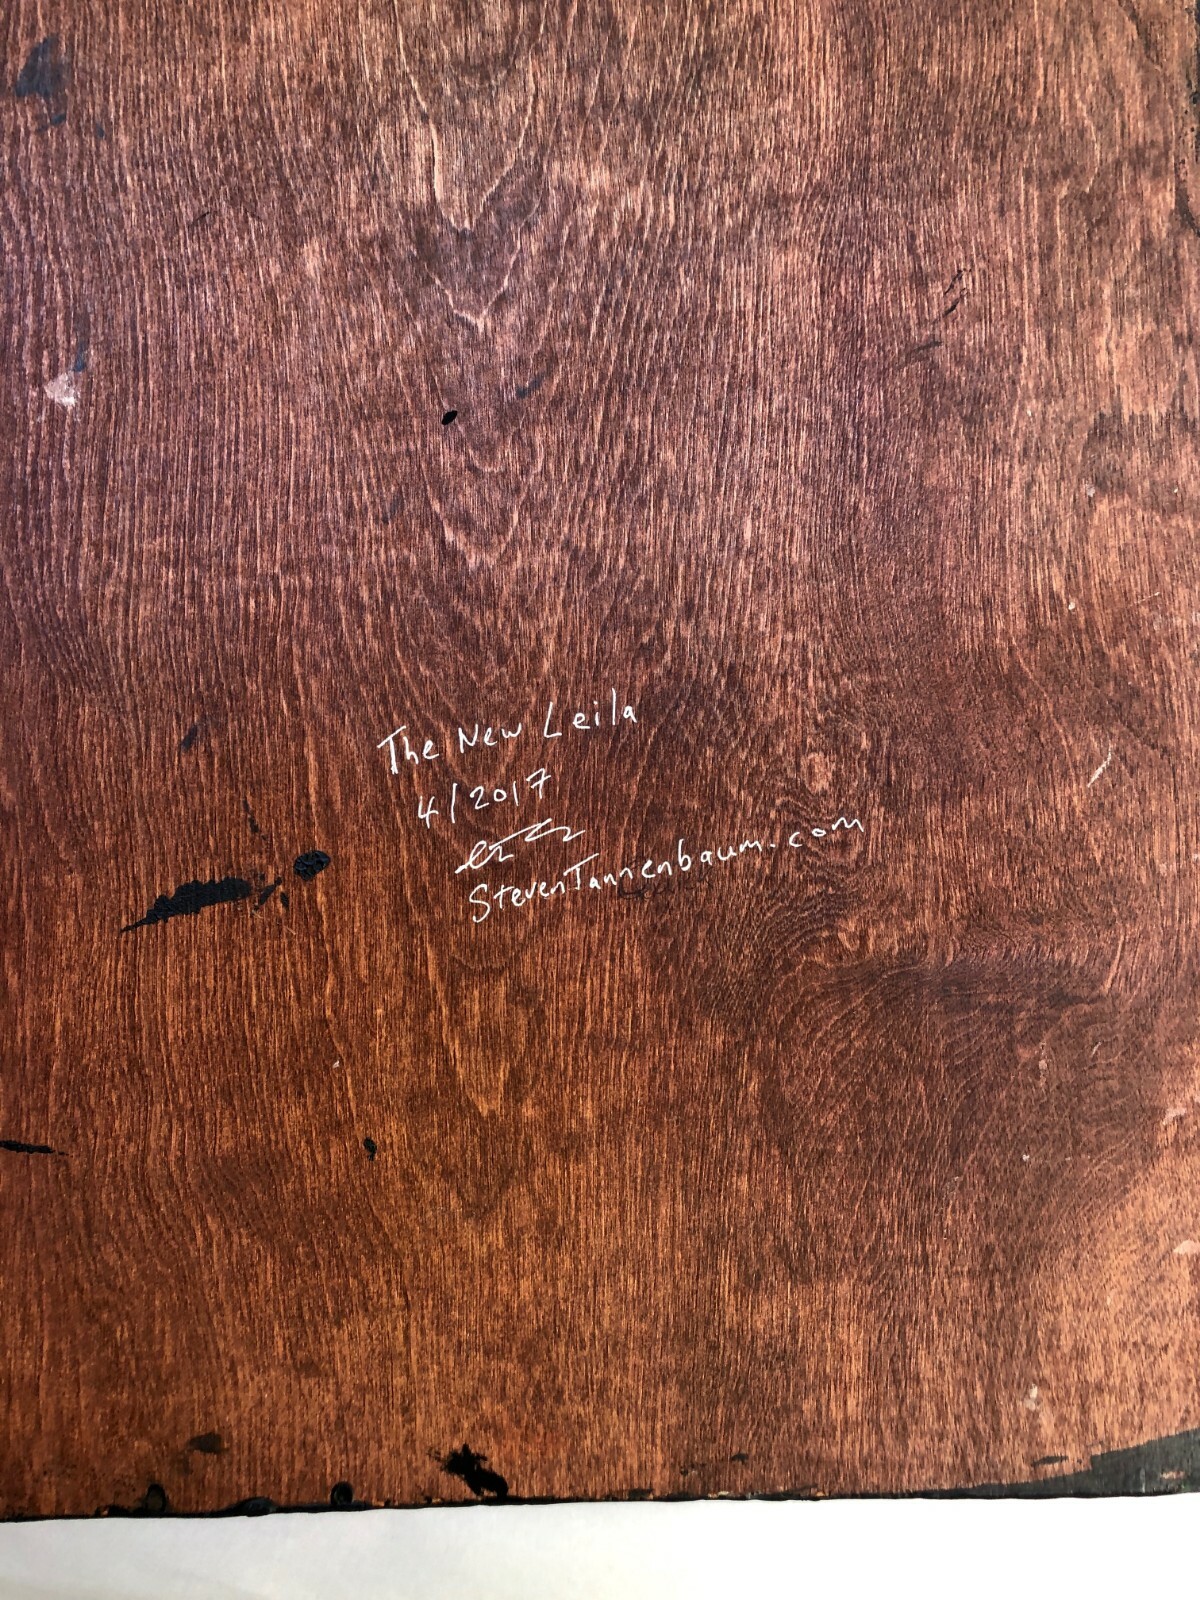 The New Leila
4/2017
StevenTannenbaum.com